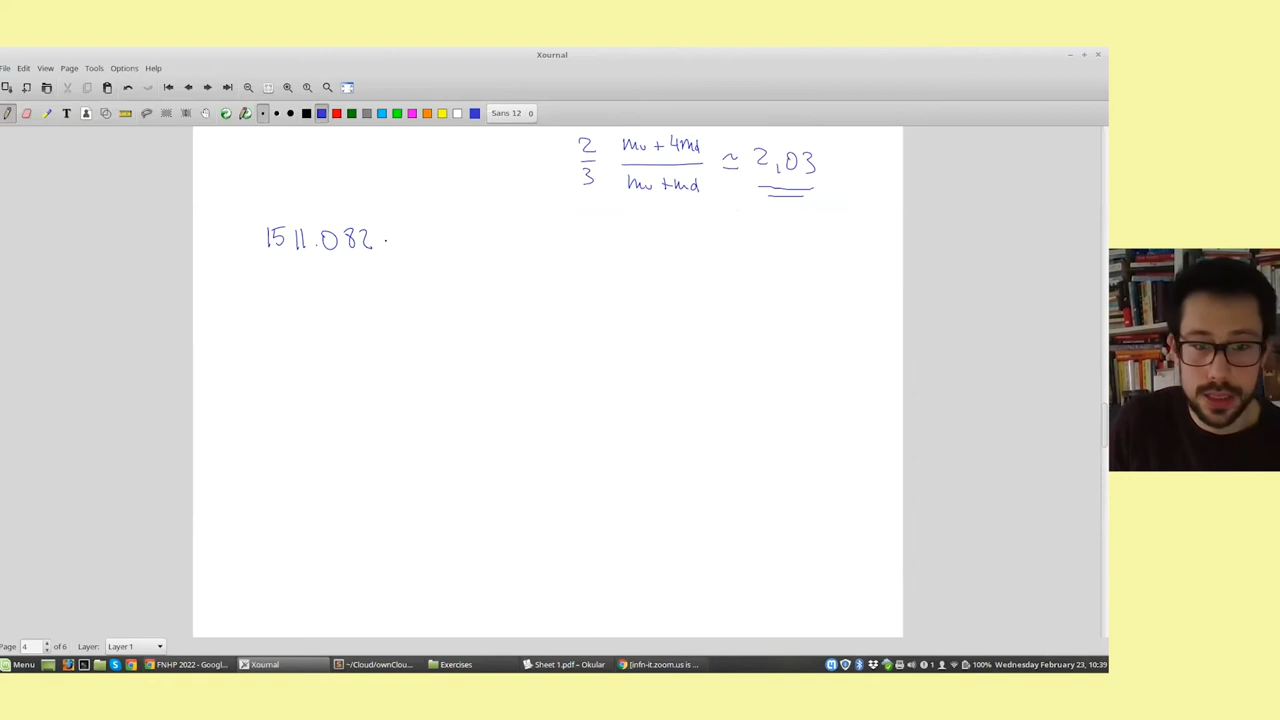 Xournal
File Edit View Page Tools Options Help
Sans 12 0
2/3 (mu + 4md)/(mu + md) ≃ 2,03
1511.082.
Page 4 of 6 Layer: Layer 1
Menu FNHP 2022 - Googl... Xournal ~/Cloud/ownClou... Exercises Sheet 1.pdf – Okular [infn-it.zoom.us is ... 1 100% Wednesday February 23, 10:39